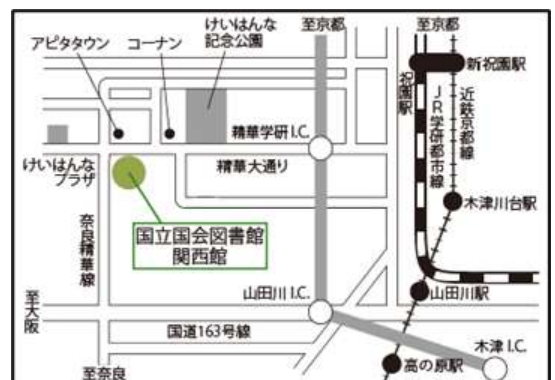 けいはんな
記念公園
至京都
至京都
アピタタウン
コーナン
新祝園駅
祝園駅
JR学研都市線
近鉄京都線
精華学研I.C.
けいはんな
プラザ
精華大通り
木津川台駅
国立国会図書館
関西館
奈良精華線
山田川I.C.
山田川駅
至大阪
国道163号線
木津I.C.
高の原駅
至奈良